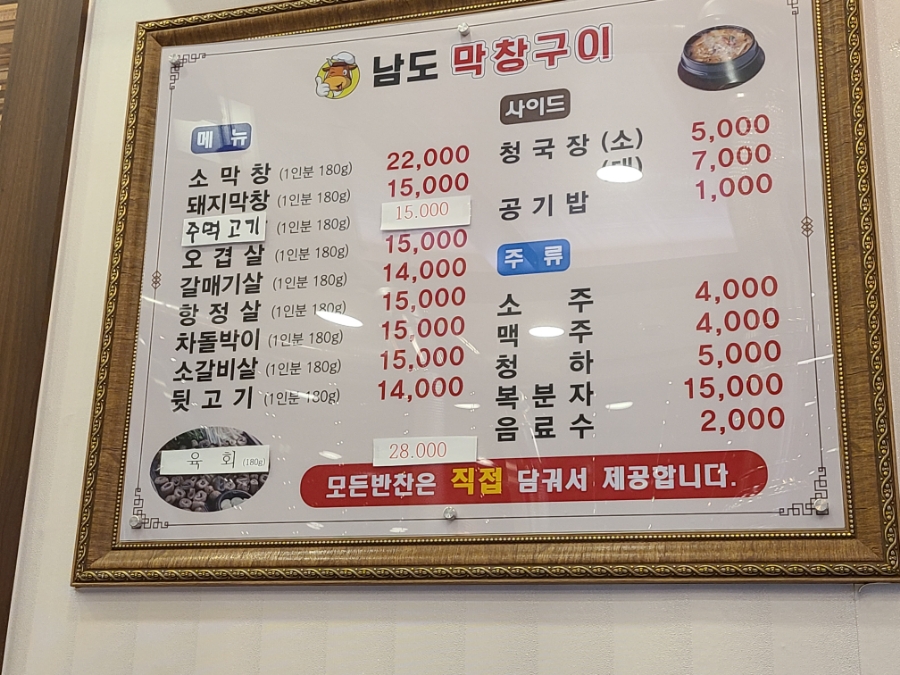 남도 막창구이
메 뉴
소 막 창 (1인분 180g) 22,000
돼지막창 (1인분 180g) 15,000
주먹고기 (1인분 180g) 15.000
오 겹 살 (1인분 180g) 15,000
갈매기살 (1인분 180g) 14,000
항 정 살 (1인분 180g) 15,000
차돌박이 (1인분 180g) 15,000
소갈비살 (1인분 180g) 15,000
뒷 고 기 (1인분 180g) 14,000
육 회 (180g) 28.000
사이드
청 국 장 (소) 5,000
(대) 7,000
공 기 밥 1,000
주 류
소 주 4,000
맥 주 4,000
청 하 5,000
복 분 자 15,000
음 료 수 2,000
모든반찬은 직접 담궈서 제공합니다.